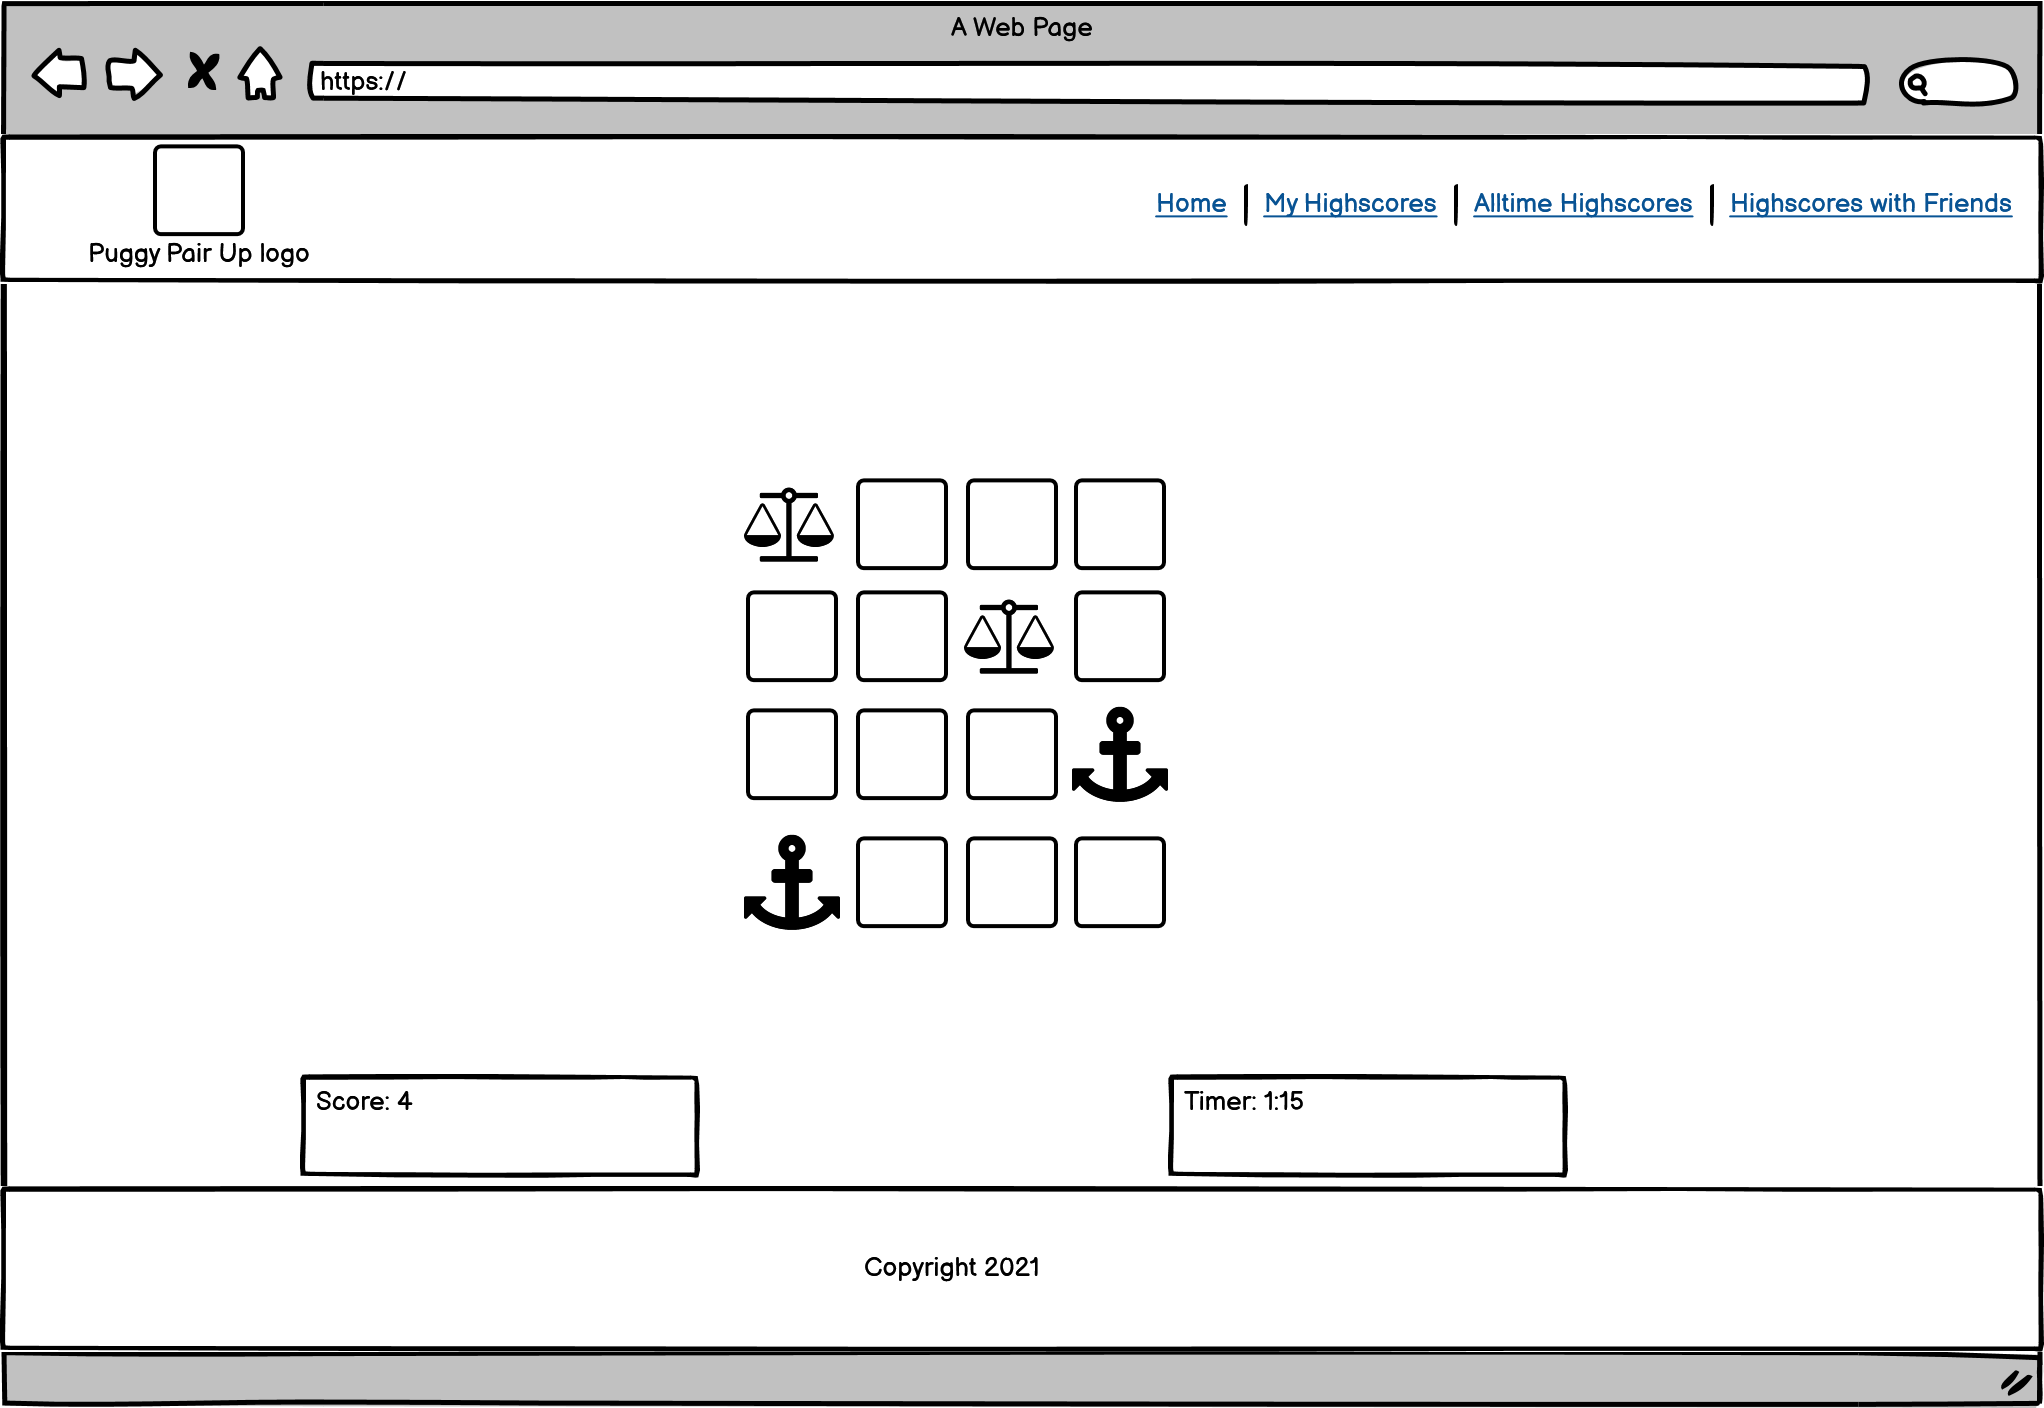 A Web Page
https://
Home
My Highscores
Alltime Highscores
Highscores with Friends
Puggy Pair Up logo
Score: 4
Timer: 1:15
Copyright 2021